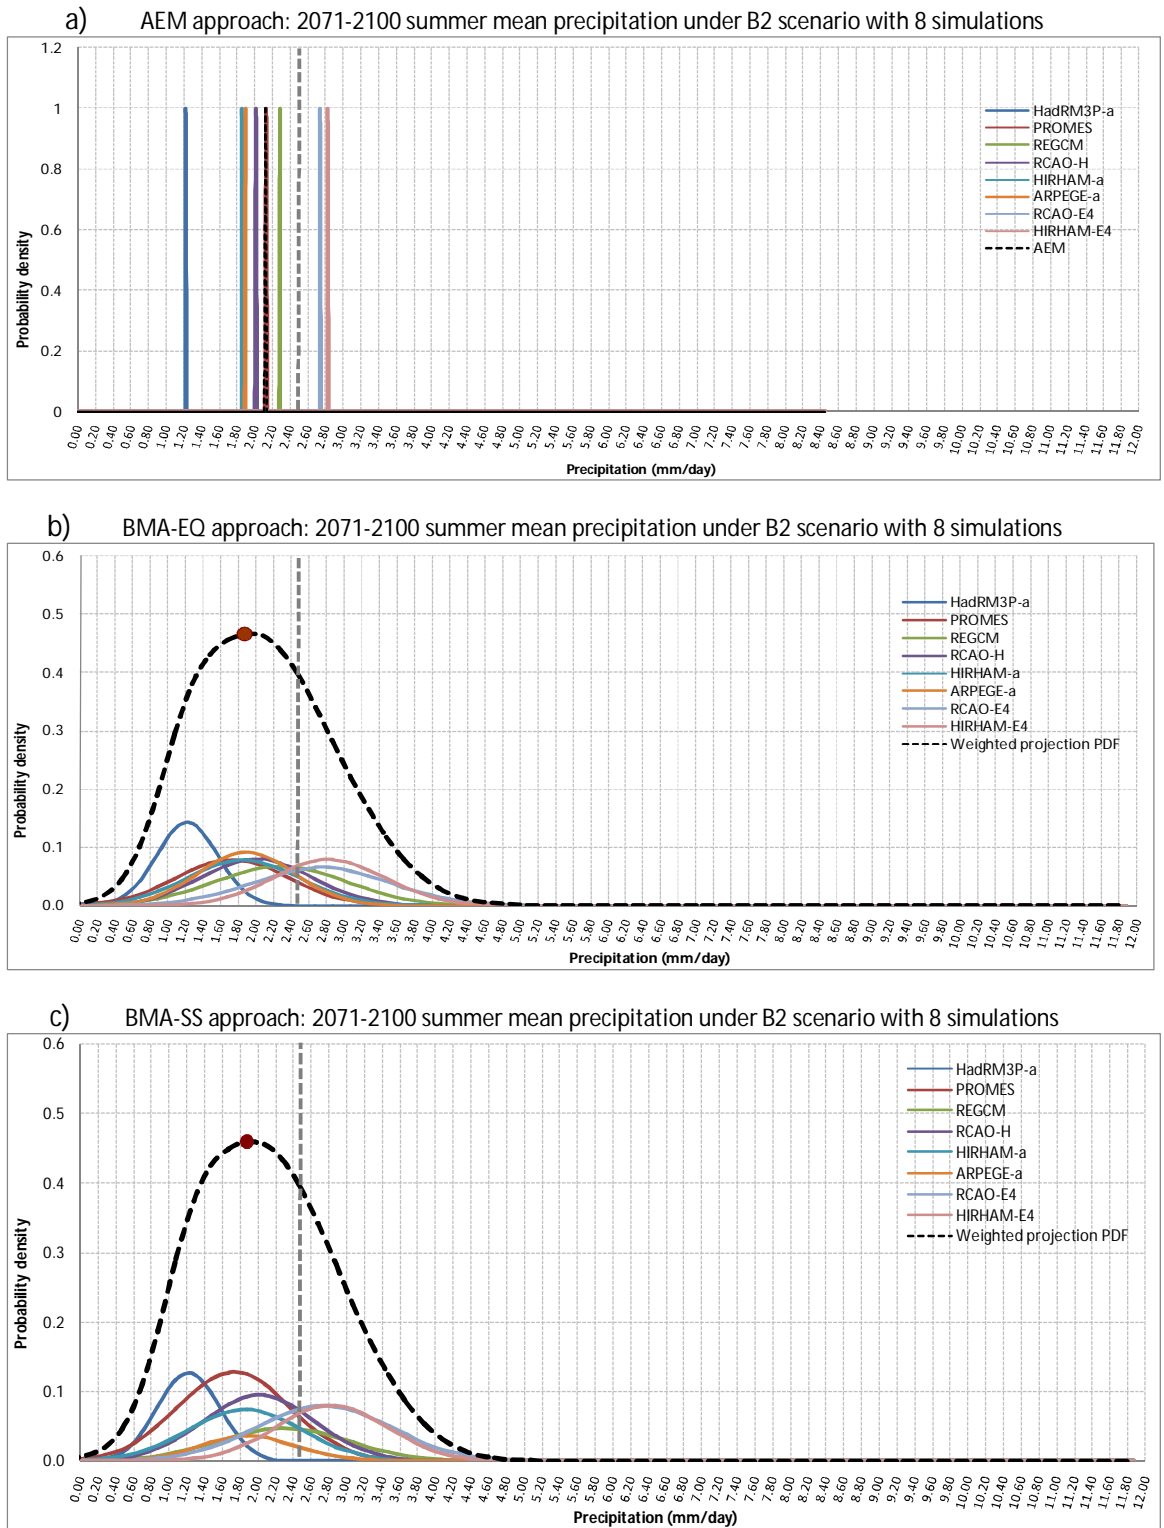 a) AEM approach: 2071-2100 summer mean precipitation under B2 scenario with 8 simulations
1.2
1
0.8
0.6
0.4
0.2
0
Probability density
HadRM3P-a
PROMES
REGCM
RCAO-H
HIRHAM-a
ARPEGE-a
RCAO-E4
HIRHAM-E4
AEM
0.00 0.20 0.40 0.60 0.80 1.00 1.20 1.40 1.60 1.80 2.00 2.20 2.40 2.60 2.80 3.00 3.20 3.40 3.60 3.80 4.00 4.20 4.40 4.60 4.80 5.00 5.20 5.40 5.60 5.80 6.00 6.20 6.40 6.60 6.80 7.00 7.20 7.40 7.60 7.80 8.00 8.20 8.40 8.60 8.80 9.00 9.20 9.40 9.60 9.80 10.00 10.20 10.40 10.60 10.80 11.00 11.20 11.40 11.60 11.80 12.00
Precipitation (mm/day)
b) BMA-EQ approach: 2071-2100 summer mean precipitation under B2 scenario with 8 simulations
0.6
0.5
0.4
0.3
0.2
0.1
0.0
Probability density
HadRM3P-a
PROMES
REGCM
RCAO-H
HIRHAM-a
ARPEGE-a
RCAO-E4
HIRHAM-E4
Weighted projection PDF
0.00 0.20 0.40 0.60 0.80 1.00 1.20 1.40 1.60 1.80 2.00 2.20 2.40 2.60 2.80 3.00 3.20 3.40 3.60 3.80 4.00 4.20 4.40 4.60 4.80 5.00 5.20 5.40 5.60 5.80 6.00 6.20 6.40 6.60 6.80 7.00 7.20 7.40 7.60 7.80 8.00 8.20 8.40 8.60 8.80 9.00 9.20 9.40 9.60 9.80 10.00 10.20 10.40 10.60 10.80 11.00 11.20 11.40 11.60 11.80 12.00
Precipitation (mm/day)
c) BMA-SS approach: 2071-2100 summer mean precipitation under B2 scenario with 8 simulations
0.6
0.5
0.4
0.3
0.2
0.1
0.0
Probability density
HadRM3P-a
PROMES
REGCM
RCAO-H
HIRHAM-a
ARPEGE-a
RCAO-E4
HIRHAM-E4
Weighted projection PDF
0.00 0.20 0.40 0.60 0.80 1.00 1.20 1.40 1.60 1.80 2.00 2.20 2.40 2.60 2.80 3.00 3.20 3.40 3.60 3.80 4.00 4.20 4.40 4.60 4.80 5.00 5.20 5.40 5.60 5.80 6.00 6.20 6.40 6.60 6.80 7.00 7.20 7.40 7.60 7.80 8.00 8.20 8.40 8.60 8.80 9.00 9.20 9.40 9.60 9.80 10.00 10.20 10.40 10.60 10.80 11.00 11.20 11.40 11.60 11.80 12.00
Precipitation (mm/day)